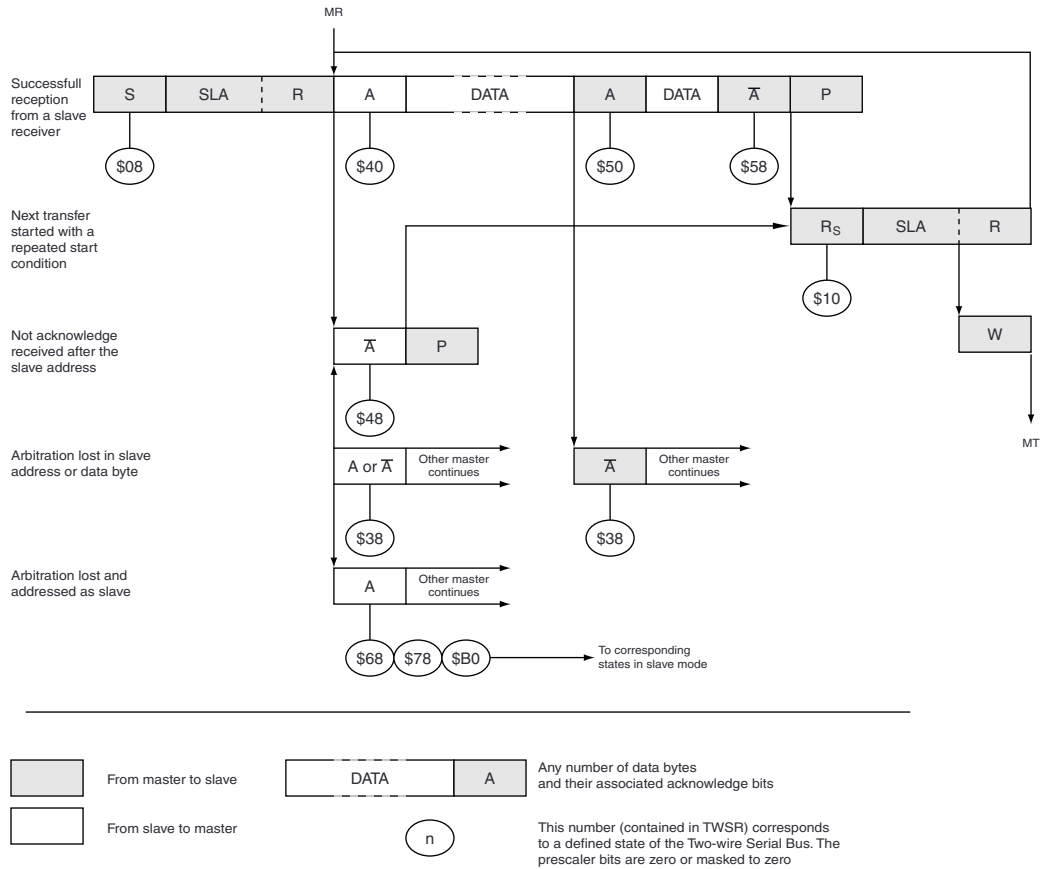 MR
Successfull
reception
from a slave
receiver
S SLA R A DATA A DATA A̅ P
$08 $40 $50 $58
Next transfer
started with a
repeated start
condition
RS SLA R
$10
Not acknowledge
received after the
slave address
A̅ P
W
$48
MT
Arbitration lost in slave
address or data byte
A or A̅ Other master
continues
A̅ Other master
continues
$38 $38
Arbitration lost and
addressed as slave
A Other master
continues
$68 $78 $B0 To corresponding
states in slave mode
From master to slave
DATA A Any number of data bytes
and their associated acknowledge bits
From slave to master
n This number (contained in TWSR) corresponds
to a defined state of the Two-wire Serial Bus. The
prescaler bits are zero or masked to zero